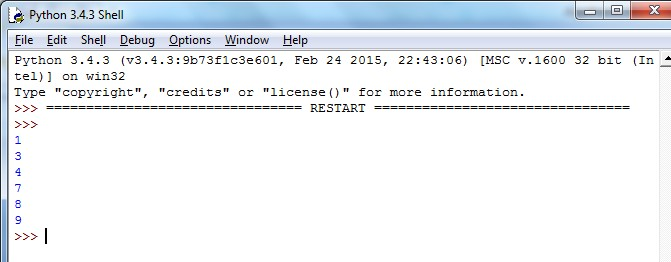 Python 3.4.3 Shell
File Edit Shell Debug Options Window Help
Python 3.4.3 (v3.4.3:9b73f1c3e601, Feb 24 2015, 22:43:06) [MSC v.1600 32 bit (In
tel)] on win32
Type "copyright", "credits" or "license()" for more information.
>>> ================================ RESTART ================================
>>>
1
3
4
7
8
9
>>>